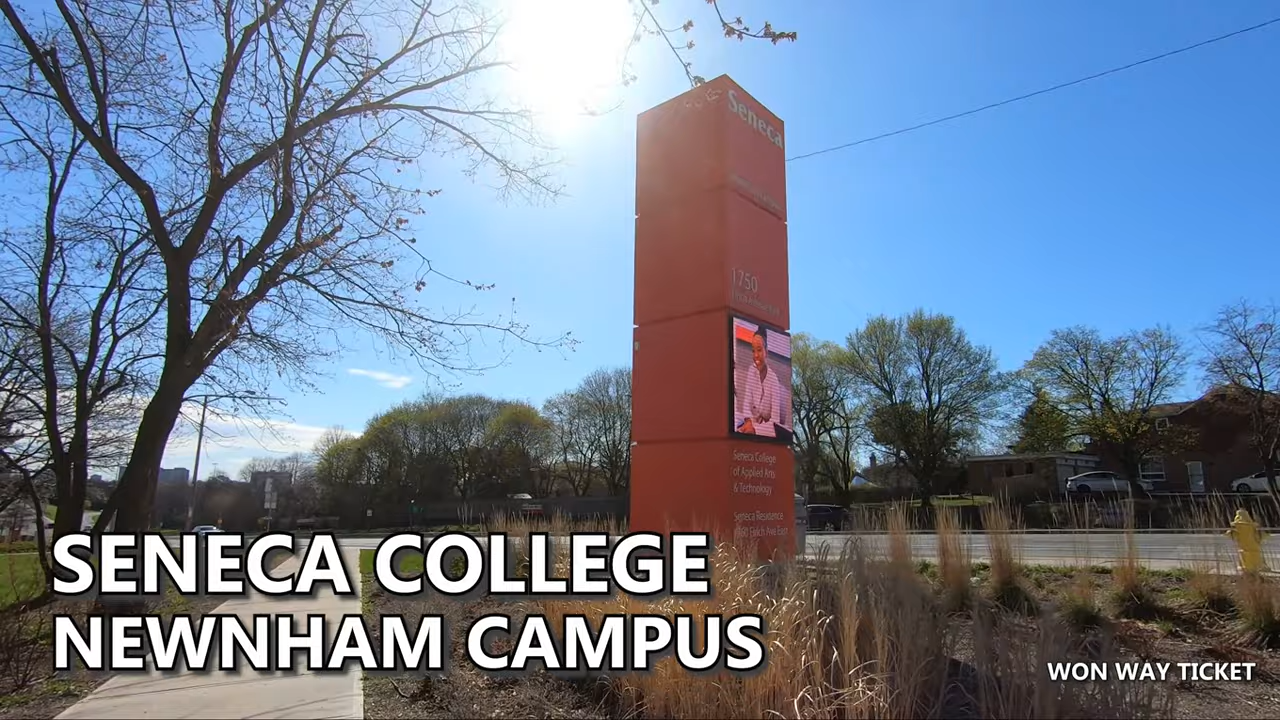 Seneca
1750
Seneca College
of Applied Arts
& Technology
Seneca Residence
SENECA COLLEGE
NEWNHAM CAMPUS
WON WAY TICKET